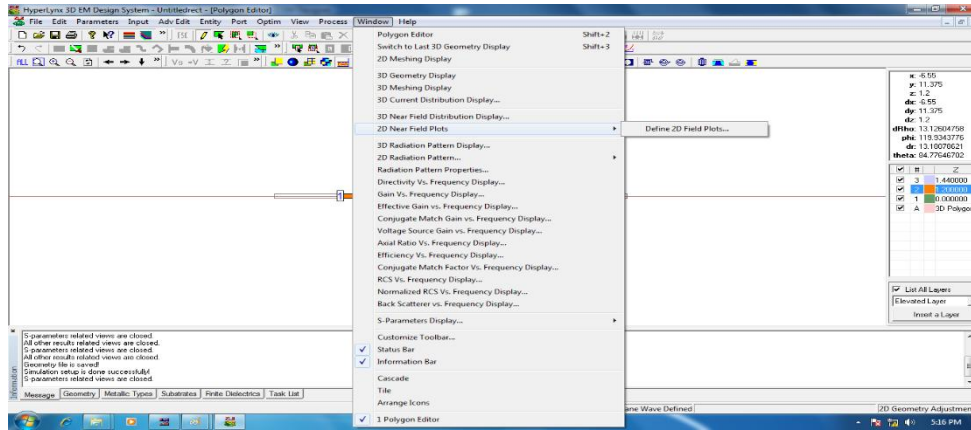 HyperLynx 3D EM Design System - Untitledrect - [Polygon Editor]
File Edit Parameters Input Adv Edit Entity Port Optim View Process Window Help
ALL
Polygon Editor Shift+2
Switch to Last 3D Geometry Display Shift+3
2D Meshing Display
3D Geometry Display
3D Meshing Display
3D Current Distribution Display...
3D Near Field Distribution Display...
2D Near Field Plots
Define 2D Field Plots...
3D Radiation Pattern Display...
2D Radiation Pattern...
Radiation Pattern Properties...
Directivity Vs. Frequency Display...
Gain Vs. Frequency Display...
Effective Gain vs. Frequency Display...
Conjugate Match Gain vs. Frequency Display...
Voltage Source Gain vs. Frequency Display...
Axial Ratio Vs. Frequency Display...
Efficiency Vs. Frequency Display...
Conjugate Match Factor Vs. Frequency Display...
RCS Vs. Frequency Display...
Normalized RCS Vs. Frequency Display...
Back Scatterer vs. Frequency Display...
S-Parameters Display...
Customize Toolbar...
Status Bar
Information Bar
Cascade
Tile
Arrange Icons
1 Polygon Editor
1
x: -6.55
y: 11.375
z: 1.2
dx: -6.55
dy: 11.375
dz: 1.2
dRho: 13.12604758
phi: 119.9343776
dr: 13.18078621
theta: 84.77646702
# Z
3 1.440000
2 1.200000
1 0.000000
A 3D Polygo
List All Layers
Elevated Layer
Insert a Layer
S-parameters related views are closed.
All other results related views are closed.
S-parameters related views are closed.
All other results related views are closed.
Geometry file is saved!
Simulation setup is done successfully!
S-parameters related views are closed.
Information
Message Geometry Metallic Types Substrates Finite Dielectrics Task List
ane Wave Defined
2D Geometry Adjustmen
5:16 PM